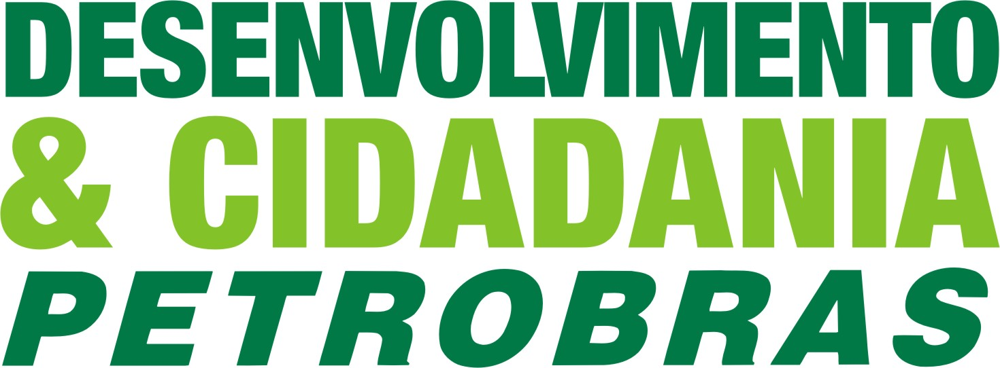 DESENVOLVIMENTO
& CIDADANIA
PETROBRAS